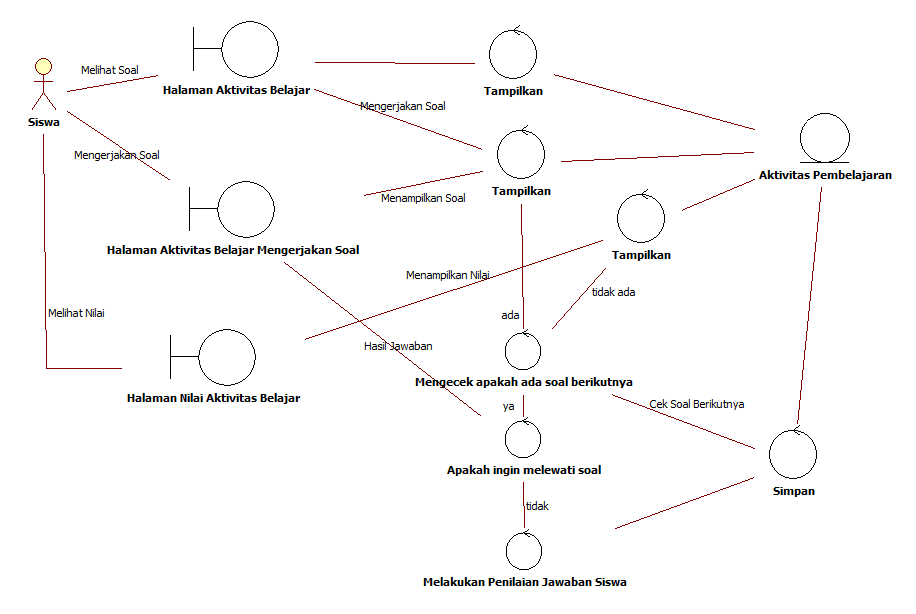 Melihat Soal
Siswa
Halaman Aktivitas Belajar
Tampilkan
Mengerjakan Soal
Mengerjakan Soal
Tampilkan
Aktivitas Pembelajaran
Menampilkan Soal
Halaman Aktivitas Belajar Mengerjakan Soal
Tampilkan
Menampilkan Nilai
tidak ada
Melihat Nilai
ada
Hasil Jawaban
Mengecek apakah ada soal berikutnya
Halaman Nilai Aktivitas Belajar
ya
Cek Soal Berikutnya
Apakah ingin melewati soal
Simpan
tidak
Melakukan Penilaian Jawaban Siswa